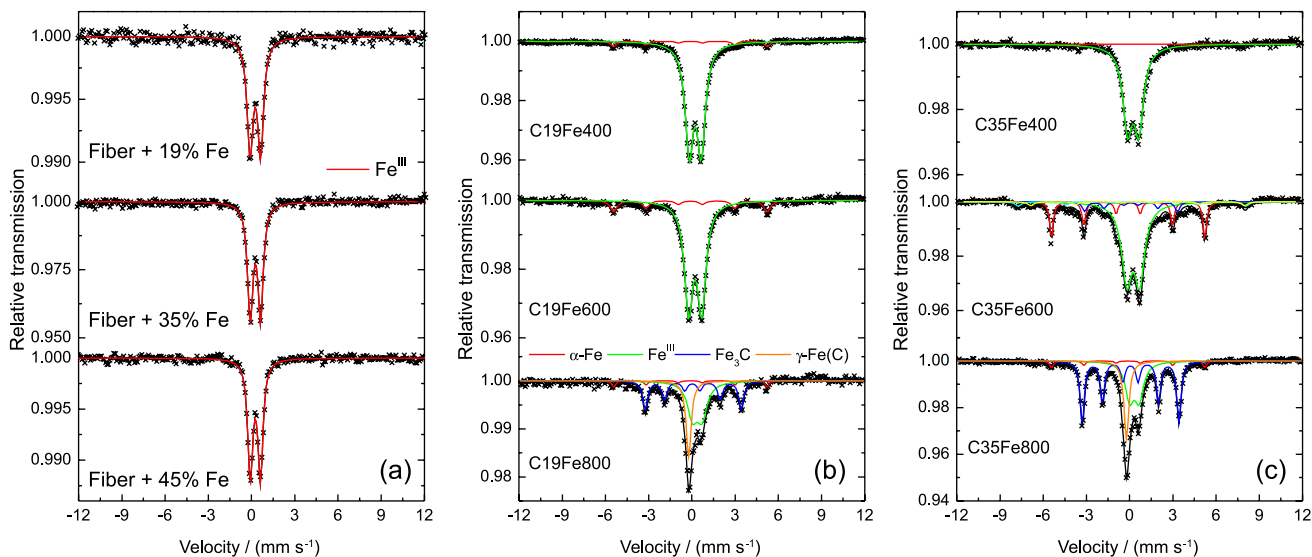 1.000
0.995
0.990
Fiber + 19% Fe
Fe^III
1.000
0.975
0.950
Fiber + 35% Fe
1.000
0.995
0.990
Fiber + 45% Fe
(a)
-12 -9 -6 -3 0 3 6 9 12
Velocity / (mm s⁻¹)
Relative transmission
1.00
0.98
0.96
C19Fe400
1.00
0.98
0.96
C19Fe600
α-Fe Fe^III Fe₃C γ-Fe(C)
1.00
0.99
0.98
C19Fe800
(b)
-12 -9 -6 -3 0 3 6 9 12
Velocity / (mm s⁻¹)
Relative transmission
1.00
0.98
0.96
C35Fe400
1.00
0.98
0.96
C35Fe600
1.00
0.98
0.96
0.94
C35Fe800
(c)
-12 -9 -6 -3 0 3 6 9 12
Velocity / (mm s⁻¹)
Relative transmission